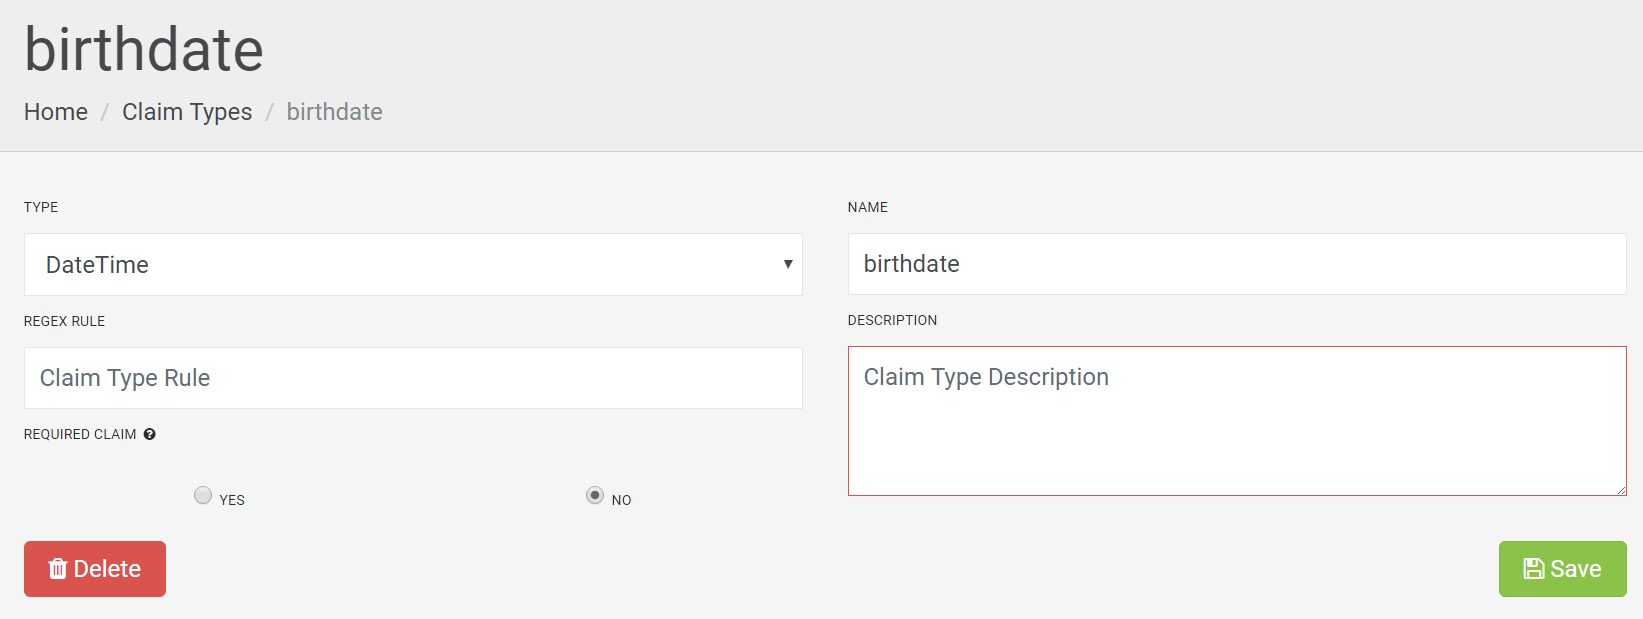 birthdate
Home / Claim Types / birthdate
TYPE
DateTime
REGEX RULE
Claim Type Rule
REQUIRED CLAIM
YES
NO
NAME
birthdate
DESCRIPTION
Claim Type Description
Delete
Save